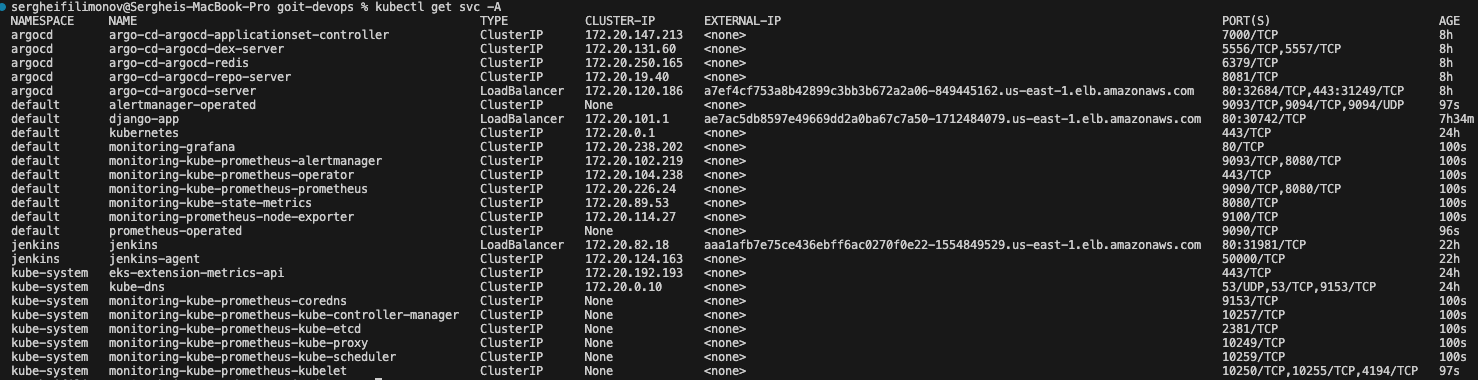 sergheifilimonov@Sergheis-MacBook-Pro goit-devops % kubectl get svc -A
NAMESPACE NAME TYPE CLUSTER-IP EXTERNAL-IP PORT(S) AGE
argocd argo-cd-argocd-applicationset-controller ClusterIP 172.20.147.213 <none> 7000/TCP 8h
argocd argo-cd-argocd-dex-server ClusterIP 172.20.131.60 <none> 5556/TCP,5557/TCP 8h
argocd argo-cd-argocd-redis ClusterIP 172.20.250.165 <none> 6379/TCP 8h
argocd argo-cd-argocd-repo-server ClusterIP 172.20.19.40 <none> 8081/TCP 8h
argocd argo-cd-argocd-server LoadBalancer 172.20.120.186 a7ef4cf753a8b42899c3bb3b672a2a06-849445162.us-east-1.elb.amazonaws.com 80:32684/TCP,443:31249/TCP 8h
default alertmanager-operated ClusterIP None <none> 9093/TCP,9094/TCP,9094/UDP 97s
default django-app LoadBalancer 172.20.101.1 ae7ac5db8597e49669dd2a0ba67c7a50-1712484079.us-east-1.elb.amazonaws.com 80:30742/TCP 7h34m
default kubernetes ClusterIP 172.20.0.1 <none> 443/TCP 24h
default monitoring-grafana ClusterIP 172.20.238.202 <none> 80/TCP 100s
default monitoring-kube-prometheus-alertmanager ClusterIP 172.20.102.219 <none> 9093/TCP,8080/TCP 100s
default monitoring-kube-prometheus-operator ClusterIP 172.20.104.238 <none> 443/TCP 100s
default monitoring-kube-prometheus-prometheus ClusterIP 172.20.226.24 <none> 9090/TCP,8080/TCP 100s
default monitoring-kube-state-metrics ClusterIP 172.20.89.53 <none> 8080/TCP 100s
default monitoring-prometheus-node-exporter ClusterIP 172.20.114.27 <none> 9100/TCP 100s
default prometheus-operated ClusterIP None <none> 9090/TCP 96s
jenkins jenkins LoadBalancer 172.20.82.18 aaa1afb7e75ce436ebff6ac0270f0e22-1554849529.us-east-1.elb.amazonaws.com 80:31981/TCP 22h
jenkins jenkins-agent ClusterIP 172.20.124.163 <none> 50000/TCP 22h
kube-system eks-extension-metrics-api ClusterIP 172.20.192.193 <none> 443/TCP 24h
kube-system kube-dns ClusterIP 172.20.0.10 <none> 53/UDP,53/TCP,9153/TCP 24h
kube-system monitoring-kube-prometheus-coredns ClusterIP None <none> 9153/TCP 100s
kube-system monitoring-kube-prometheus-kube-controller-manager ClusterIP None <none> 10257/TCP 100s
kube-system monitoring-kube-prometheus-kube-etcd ClusterIP None <none> 2381/TCP 100s
kube-system monitoring-kube-prometheus-kube-proxy ClusterIP None <none> 10249/TCP 100s
kube-system monitoring-kube-prometheus-kube-scheduler ClusterIP None <none> 10259/TCP 100s
kube-system monitoring-kube-prometheus-kubelet ClusterIP None <none> 10250/TCP,10255/TCP,4194/TCP 97s